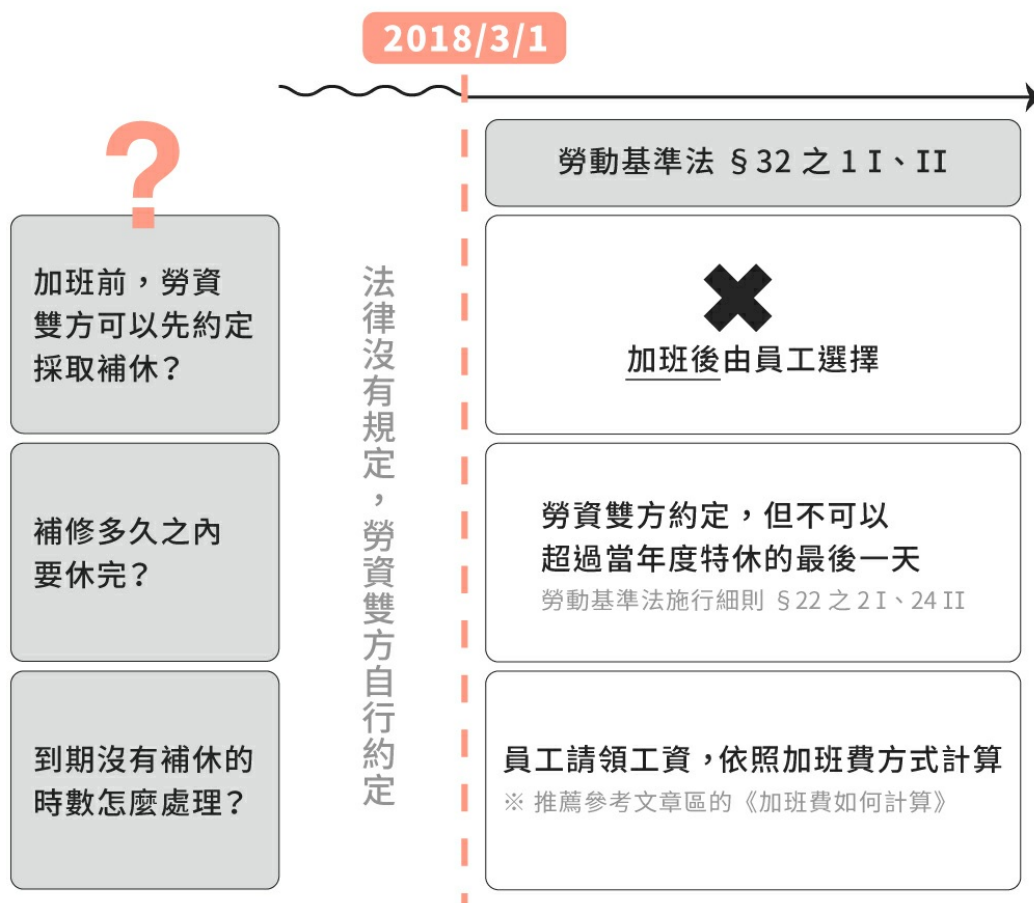 2018/3/1
?
勞動基準法 §32 之 1 I、II
加班前，勞資
雙方可以先約定
採取補休？
法律沒有規定，勞資雙方自行約定
加班後由員工選擇
補修多久之內
要休完？
勞資雙方約定，但不可以
超過當年度特休的最後一天
勞動基準法施行細則 §22 之 2 I、24 II
到期沒有補休的
時數怎麼處理？
員工請領工資，依照加班費方式計算
※ 推薦參考文章區的《加班費如何計算》